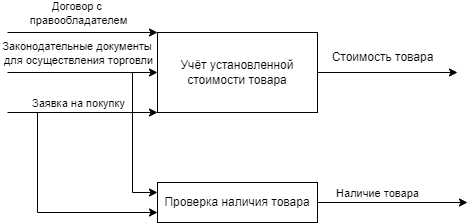 Договор с
правообладателем
Законодательные документы
для осуществления торговли
Заявка на покупку
Учёт установленной
стоимости товара
Стоимость товара
Проверка наличия товара
Наличие товара